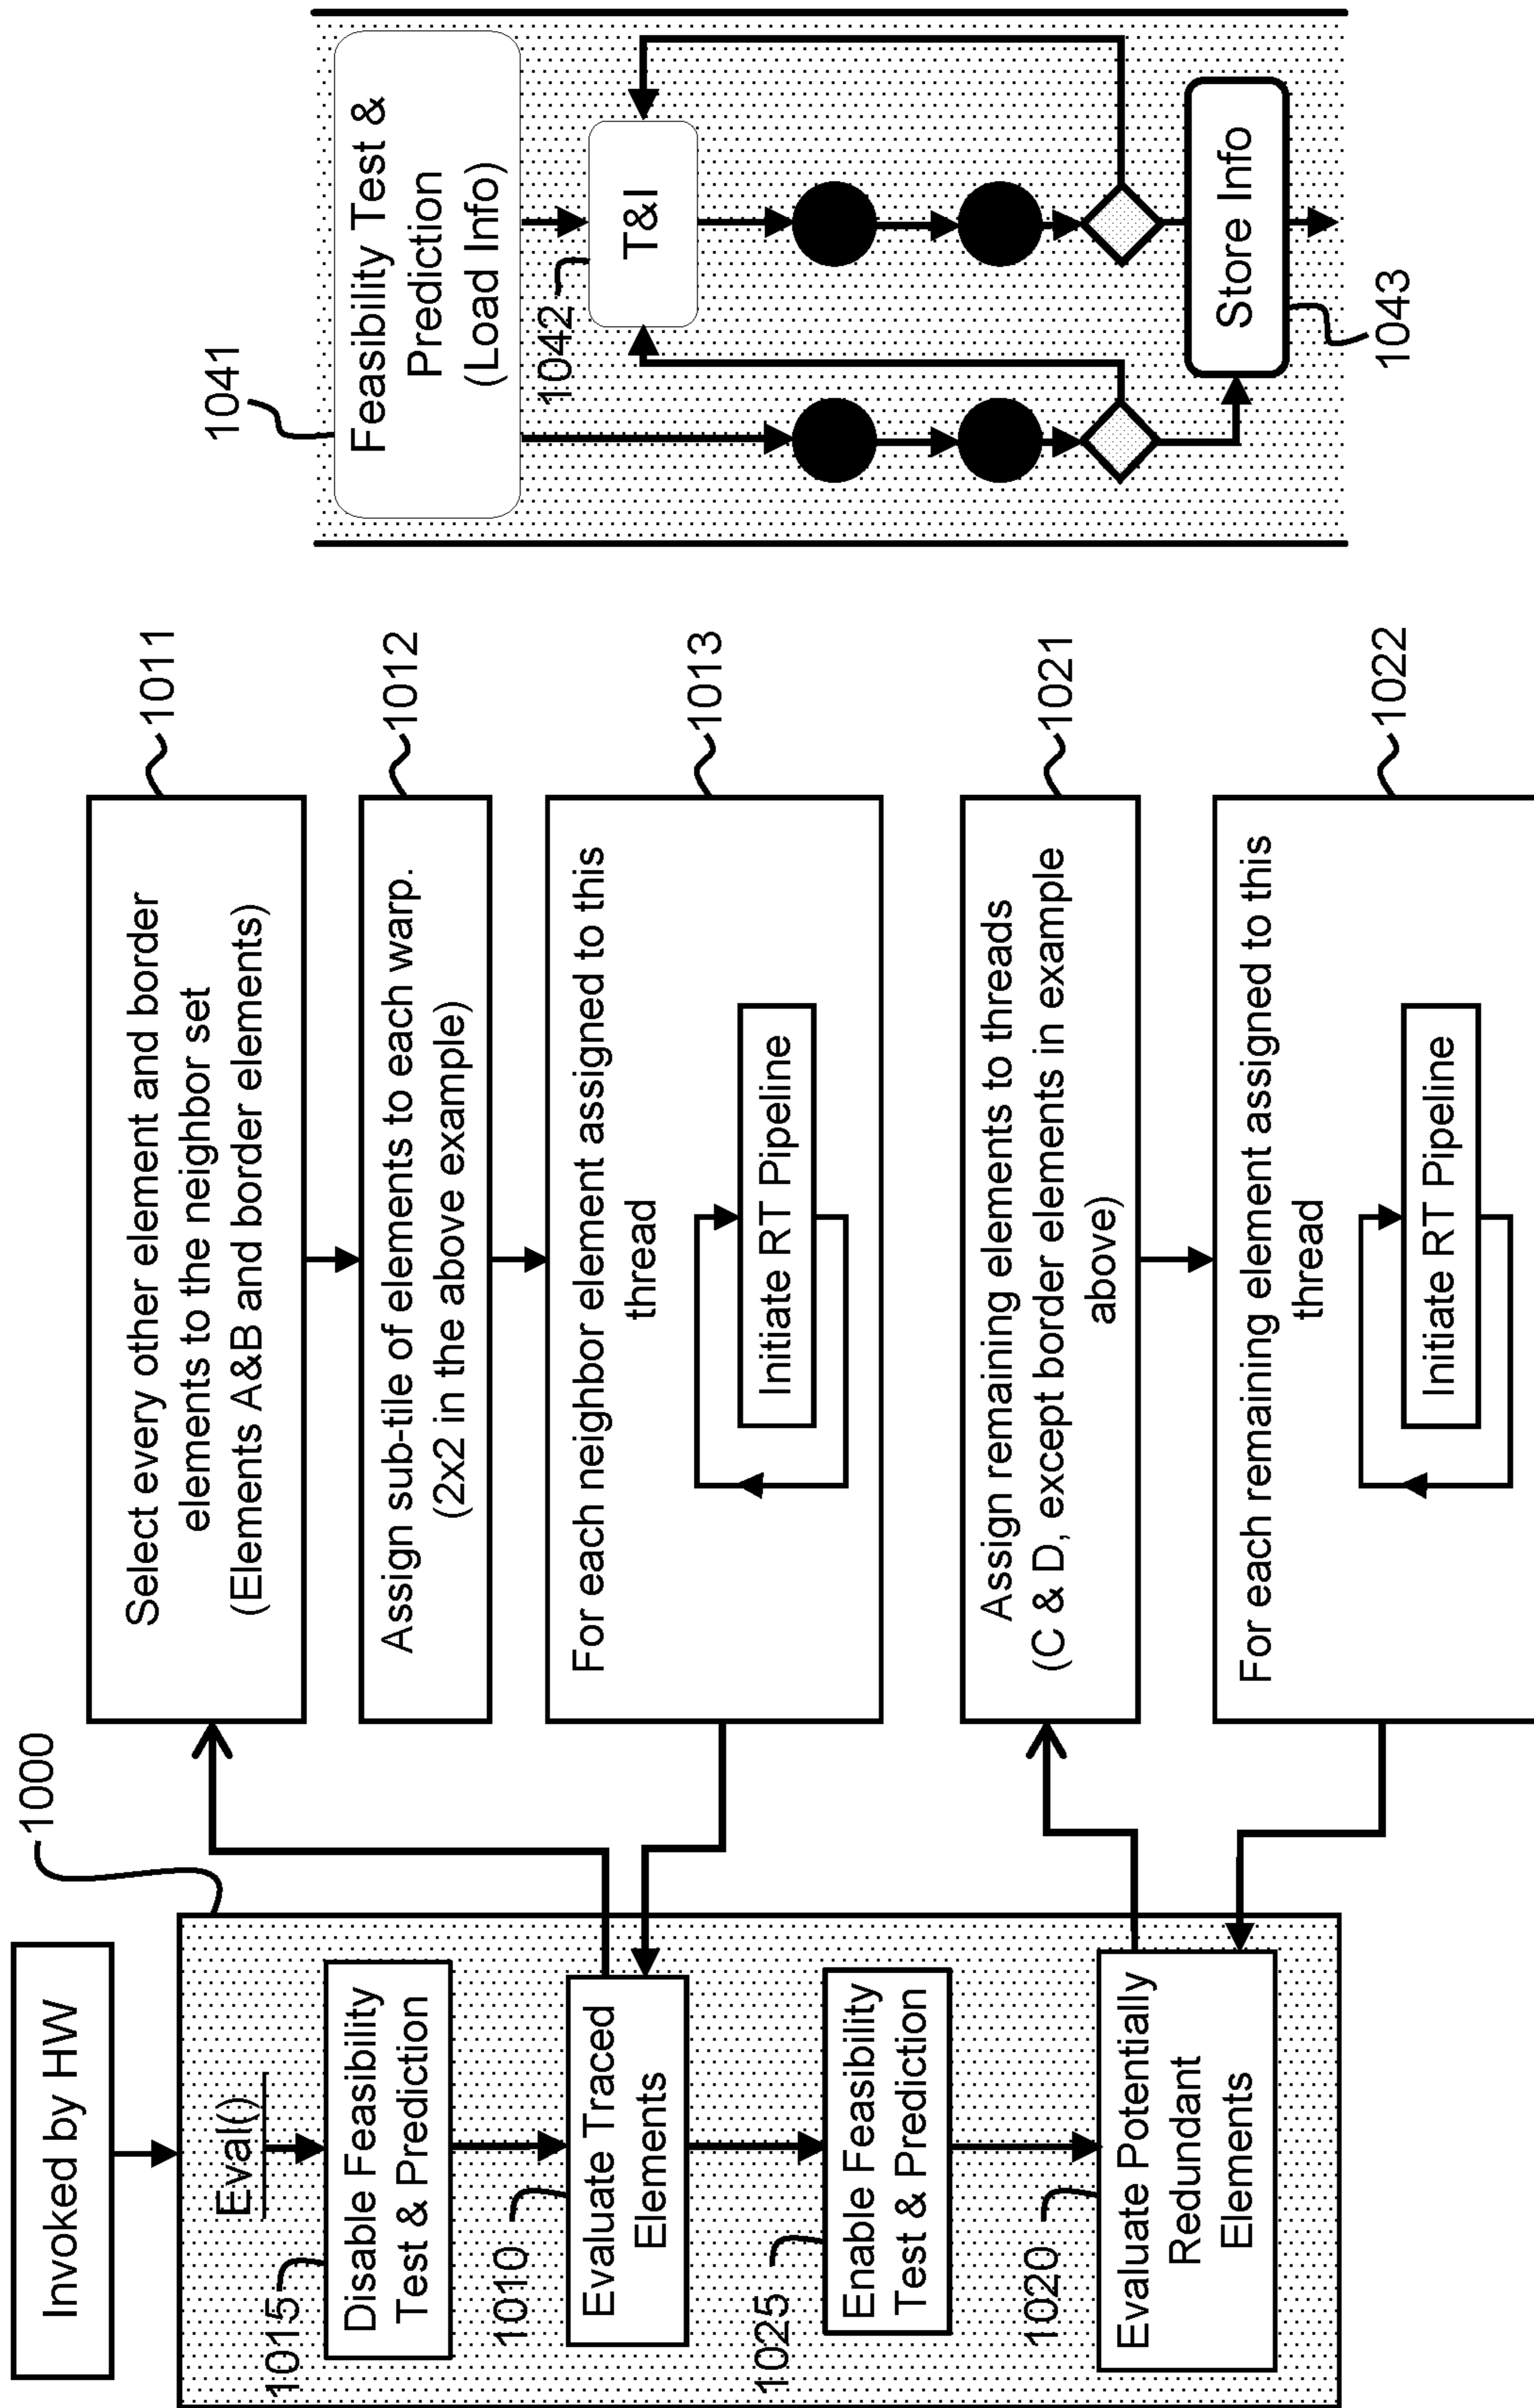 Invoked by HW
1000
Eval()
1015
Disable Feasibility
Test & Prediction
1010
Evaluate Traced
Elements
1025
Enable Feasibility
Test & Prediction
1020
Evaluate Potentially
Redundant
Elements
1011
Select every other element and border
elements to the neighbor set
(Elements A&B and border elements)
1012
Assign sub-tile of elements to each warp.
(2x2 in the above example)
1013
For each neighbor element assigned to this
thread
Initiate RT Pipeline
1021
Assign remaining elements to threads
(C & D, except border elements in example
above)
1022
For each remaining element assigned to this
thread
Initiate RT Pipeline
1041
Feasibility Test &
Prediction
(Load Info)
1042
T&I
Store Info
1043